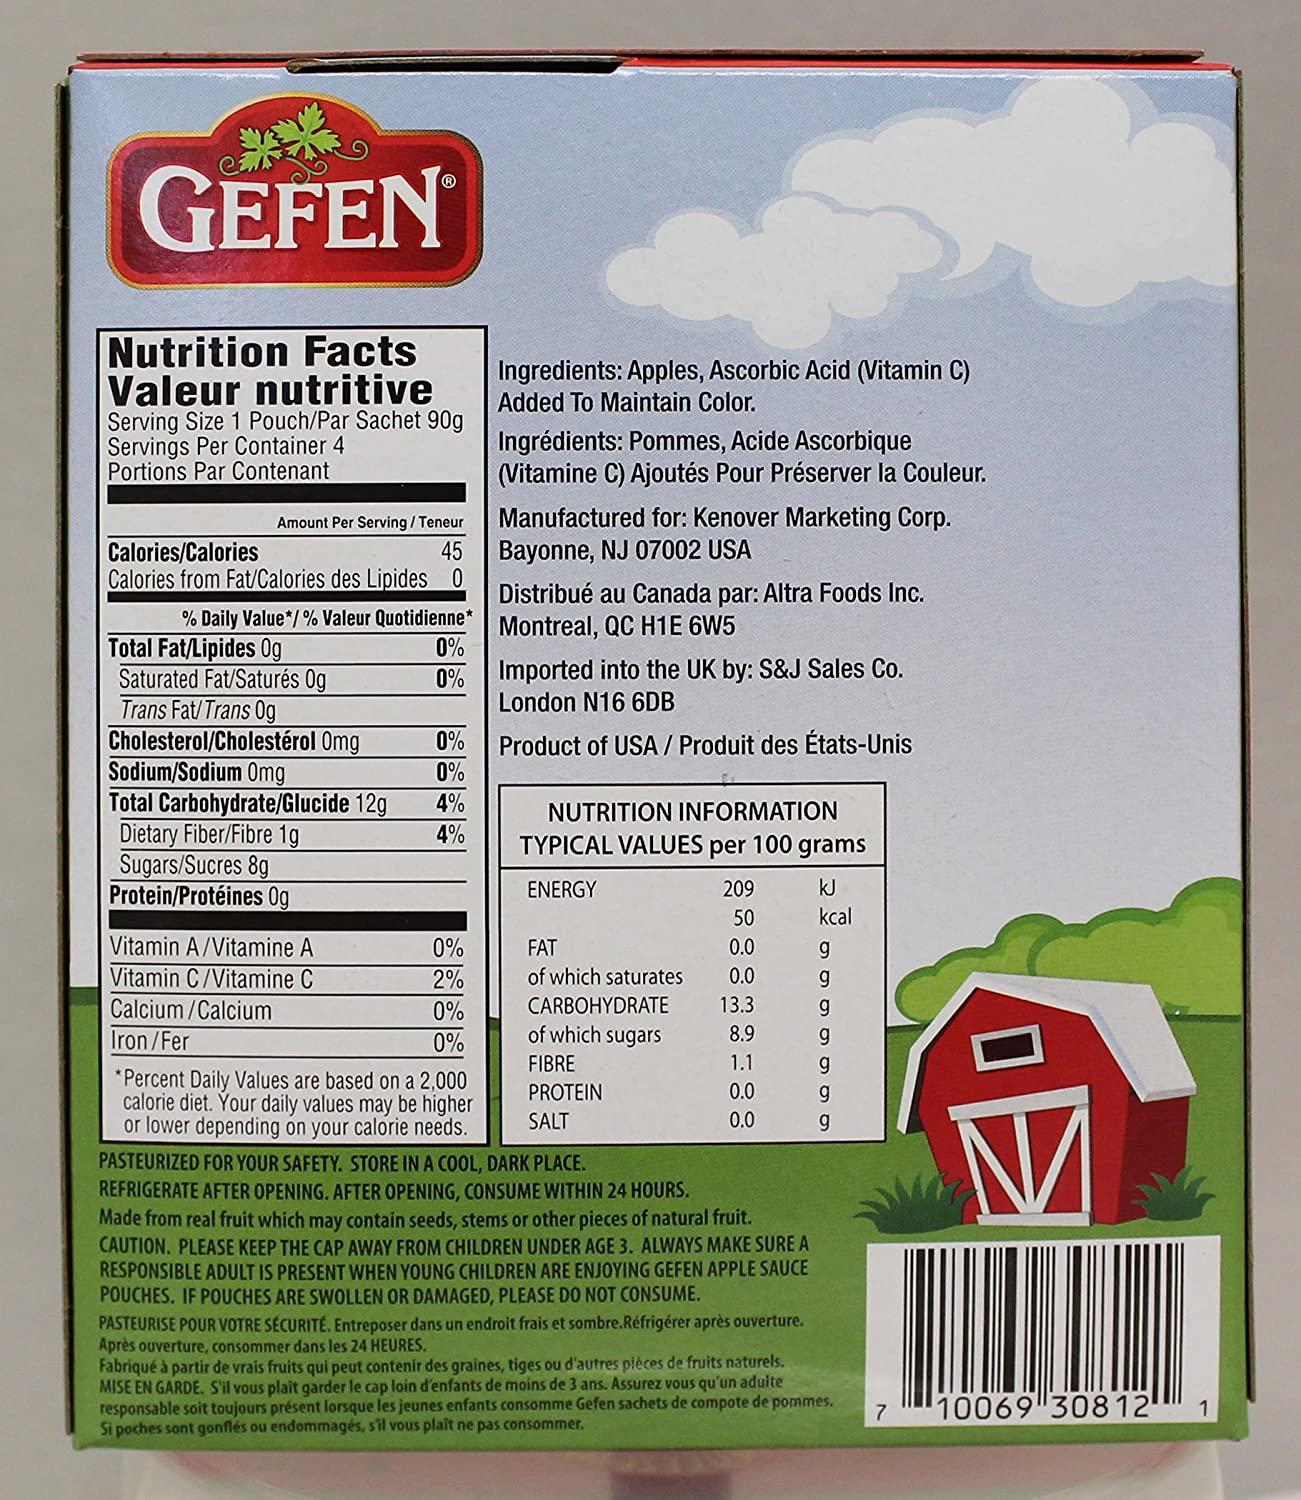 GEFEN®
Nutrition Facts
Valeur nutritive
Serving Size 1 Pouch/Par Sachet 90g
Servings Per Container 4
Portions Par Contenant
Amount Per Serving / Teneur
Calories/Calories 45
Calories from Fat/Calories des Lipides 0
% Daily Value*/ % Valeur Quotidienne*
Total Fat/Lipides 0g 0%
Saturated Fat/Saturés 0g 0%
Trans Fat/Trans 0g
Cholesterol/Cholestérol 0mg 0%
Sodium/Sodium 0mg 0%
Total Carbohydrate/Glucide 12g 4%
Dietary Fiber/Fibre 1g 4%
Sugars/Sucres 8g
Protein/Protéines 0g
Vitamin A/Vitamine A 0%
Vitamin C/Vitamine C 2%
Calcium/Calcium 0%
Iron/Fer 0%
*Percent Daily Values are based on a 2,000
calorie diet. Your daily values may be higher
or lower depending on your calorie needs.
Ingredients: Apples, Ascorbic Acid (Vitamin C)
Added To Maintain Color.
Ingrédients: Pommes, Acide Ascorbique
(Vitamine C) Ajoutés Pour Préserver la Couleur.
Manufactured for: Kenover Marketing Corp.
Bayonne, NJ 07002 USA
Distribué au Canada par: Altra Foods Inc.
Montreal, QC H1E 6W5
Imported into the UK by: S&J Sales Co.
London N16 6DB
Product of USA / Produit des États-Unis
NUTRITION INFORMATION
TYPICAL VALUES per 100 grams
ENERGY 209 kJ
50 kcal
FAT 0.0 g
of which saturates 0.0 g
CARBOHYDRATE 13.3 g
of which sugars 8.9 g
FIBRE 1.1 g
PROTEIN 0.0 g
SALT 0.0 g
PASTEURIZED FOR YOUR SAFETY. STORE IN A COOL, DARK PLACE.
REFRIGERATE AFTER OPENING. AFTER OPENING, CONSUME WITHIN 24 HOURS.
Made from real fruit which may contain seeds, stems or other pieces of natural fruit.
CAUTION. PLEASE KEEP THE CAP AWAY FROM CHILDREN UNDER AGE 3. ALWAYS MAKE SURE A
RESPONSIBLE ADULT IS PRESENT WHEN YOUNG CHILDREN ARE ENJOYING GEFEN APPLE SAUCE
POUCHES. IF POUCHES ARE SWOLLEN OR DAMAGED, PLEASE DO NOT CONSUME.
PASTEURISE POUR VOTRE SÉCURITÉ. Entreposer dans un endroit frais et sombre.Réfrigérer après ouverture.
Après ouverture, consommer dans les 24 HEURES.
Fabriqué à partir de vrais fruits qui peut contenir des graines, tiges ou d'autres pièces de fruits naturels.
MISE EN GARDE. S'il vous plaît garder le cap loin d'enfants de moins de 3 ans. Assurez vous qu'un adulte
responsable soit toujours présent lorsque les jeunes enfants consomme Gefen sachets de compote de pommes.
Si poches sont gonflés ou endommagés, s'il vous plaît ne pas consommer.
7 10069 30812 1